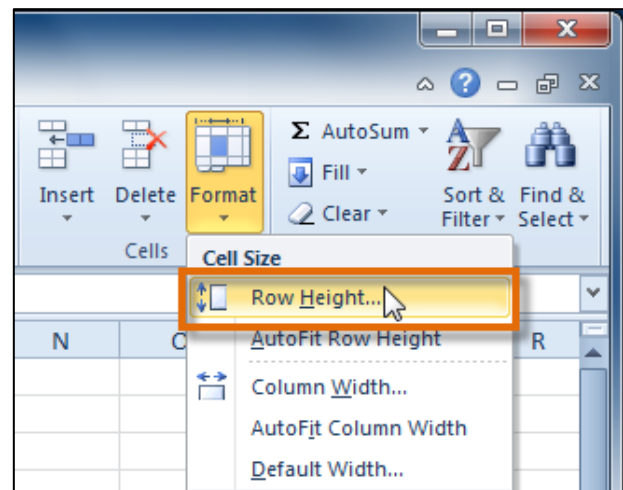 Σ AutoSum
Fill
Clear
Insert Delete Format
Sort & Filter
Find & Select
Cells
Cell Size
Row Height...
AutoFit Row Height
Column Width...
AutoFit Column Width
Default Width...
N
R